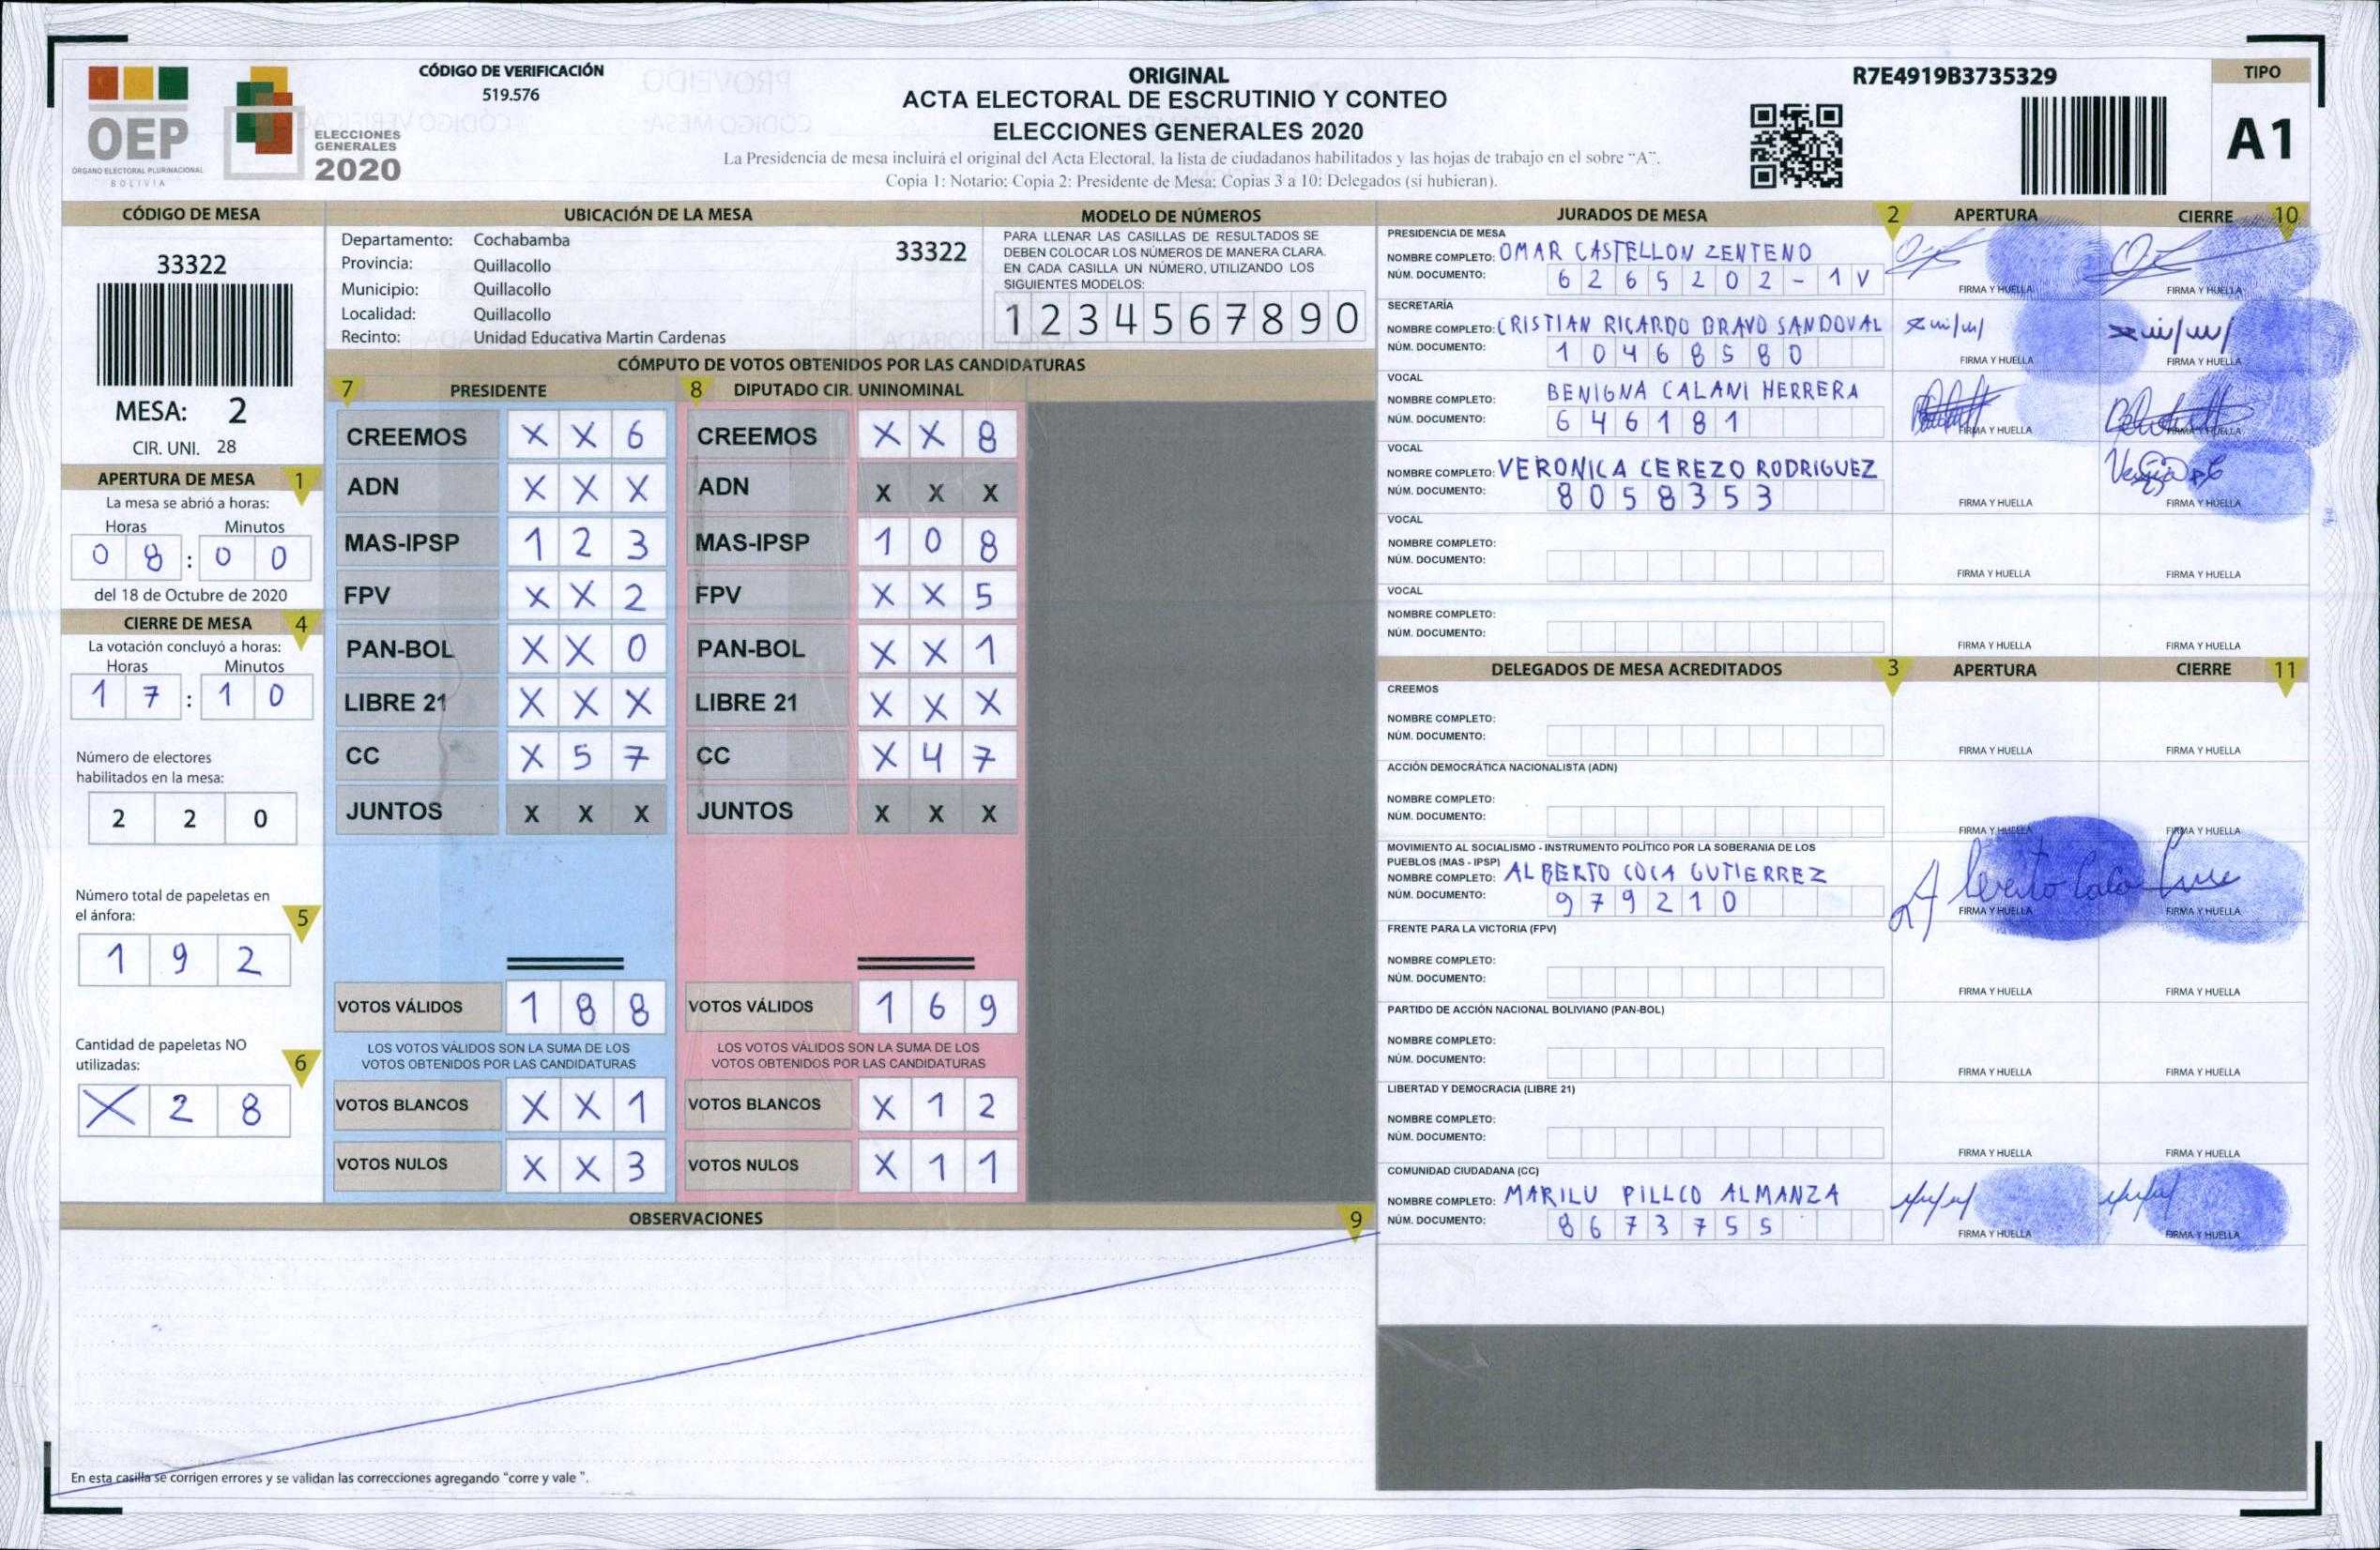 OEP
ÓRGANO ELECTORAL PLURINACIONAL
BOLIVIA
ELECCIONES
GENERALES
2020
CÓDIGO DE VERIFICACIÓN
519.576
ORIGINAL
ACTA ELECTORAL DE ESCRUTINIO Y CONTEO
ELECCIONES GENERALES 2020
La Presidencia de mesa incluirá el original del Acta Electoral, la lista de ciudadanos habilitados y las hojas de trabajo en el sobre "A".
Copia 1: Notario; Copia 2: Presidente de Mesa; Copias 3 a 10: Delegados (si hubieran).
R7E4919B3735329
TIPO
A1
CÓDIGO DE MESA
33322
MESA: 2
CIR. UNI. 28
APERTURA DE MESA 1
La mesa se abrió a horas:
Horas Minutos
0 8 : 0 0
del 18 de Octubre de 2020
CIERRE DE MESA 4
La votación concluyó a horas:
Horas Minutos
1 7 : 1 0
Número de electores
habilitados en la mesa:
2 2 0
Número total de papeletas en
el ánfora: 5
1 9 2
Cantidad de papeletas NO
utilizadas: 6
X 2 8
UBICACIÓN DE LA MESA
Departamento: Cochabamba 33322
Provincia: Quillacollo
Municipio: Quillacollo
Localidad: Quillacollo
Recinto: Unidad Educativa Martin Cardenas
MODELO DE NÚMEROS
PARA LLENAR LAS CASILLAS DE RESULTADOS SE
DEBEN COLOCAR LOS NÚMEROS DE MANERA CLARA.
EN CADA CASILLA UN NÚMERO, UTILIZANDO LOS
SIGUIENTES MODELOS:
1 2 3 4 5 6 7 8 9 0
CÓMPUTO DE VOTOS OBTENIDOS POR LAS CANDIDATURAS
7 PRESIDENTE 8 DIPUTADO CIR. UNINOMINAL
CREEMOS X X 6 CREEMOS X X 8
ADN X X X ADN X X X
MAS-IPSP 1 2 3 MAS-IPSP 1 0 8
FPV X X 2 FPV X X 5
PAN-BOL X X 0 PAN-BOL X X 1
LIBRE 21 X X X LIBRE 21 X X X
CC X 5 7 CC X 4 7
JUNTOS X X X JUNTOS X X X
VOTOS VÁLIDOS 1 8 8 VOTOS VÁLIDOS 1 6 9
LOS VOTOS VÁLIDOS SON LA SUMA DE LOS LOS VOTOS VÁLIDOS SON LA SUMA DE LOS
VOTOS OBTENIDOS POR LAS CANDIDATURAS VOTOS OBTENIDOS POR LAS CANDIDATURAS
VOTOS BLANCOS X X 1 VOTOS BLANCOS X 1 2
VOTOS NULOS X X 3 VOTOS NULOS X 1 1
OBSERVACIONES 9
En esta casilla se corrigen errores y se validan las correcciones agregando "corre y vale ".
JURADOS DE MESA 2 APERTURA CIERRE 10
PRESIDENCIA DE MESA
NOMBRE COMPLETO: OMAR CASTELLON ZENTENO
NÚM. DOCUMENTO: 6 2 6 5 2 0 2 - 1 V
FIRMA Y HUELLA FIRMA Y HUELLA
SECRETARÍA
NOMBRE COMPLETO: CRISTIAN RICARDO BRAVO SANDOVAL
NÚM. DOCUMENTO: 1 0 4 6 8 5 8 0
FIRMA Y HUELLA FIRMA Y HUELLA
VOCAL
NOMBRE COMPLETO: BENIGNA CALANI HERRERA
NÚM. DOCUMENTO: 6 4 6 1 8 1
FIRMA Y HUELLA FIRMA Y HUELLA
VOCAL
NOMBRE COMPLETO: VERONICA CEREZO RODRIGUEZ
NÚM. DOCUMENTO: 8 0 5 8 3 5 3
FIRMA Y HUELLA FIRMA Y HUELLA
VOCAL
NOMBRE COMPLETO:
NÚM. DOCUMENTO:
FIRMA Y HUELLA FIRMA Y HUELLA
VOCAL
NOMBRE COMPLETO:
NÚM. DOCUMENTO:
FIRMA Y HUELLA FIRMA Y HUELLA
DELEGADOS DE MESA ACREDITADOS 3 APERTURA CIERRE 11
CREEMOS
NOMBRE COMPLETO:
NÚM. DOCUMENTO:
FIRMA Y HUELLA FIRMA Y HUELLA
ACCIÓN DEMOCRÁTICA NACIONALISTA (ADN)
NOMBRE COMPLETO:
NÚM. DOCUMENTO:
FIRMA Y HUELLA FIRMA Y HUELLA
MOVIMIENTO AL SOCIALISMO - INSTRUMENTO POLÍTICO POR LA SOBERANIA DE LOS
PUEBLOS (MAS - IPSP)
NOMBRE COMPLETO: ALBERTO COCA GUTIERREZ
NÚM. DOCUMENTO: 9 7 9 2 1 0
FIRMA Y HUELLA FIRMA Y HUELLA
FRENTE PARA LA VICTORIA (FPV)
NOMBRE COMPLETO:
NÚM. DOCUMENTO:
FIRMA Y HUELLA FIRMA Y HUELLA
PARTIDO DE ACCIÓN NACIONAL BOLIVIANO (PAN-BOL)
NOMBRE COMPLETO:
NÚM. DOCUMENTO:
FIRMA Y HUELLA FIRMA Y HUELLA
LIBERTAD Y DEMOCRACIA (LIBRE 21)
NOMBRE COMPLETO:
NÚM. DOCUMENTO:
FIRMA Y HUELLA FIRMA Y HUELLA
COMUNIDAD CIUDADANA (CC)
NOMBRE COMPLETO: MARILU PILLCO ALMANZA
NÚM. DOCUMENTO: 8 6 7 3 7 5 5
FIRMA Y HUELLA FIRMA Y HUELLA